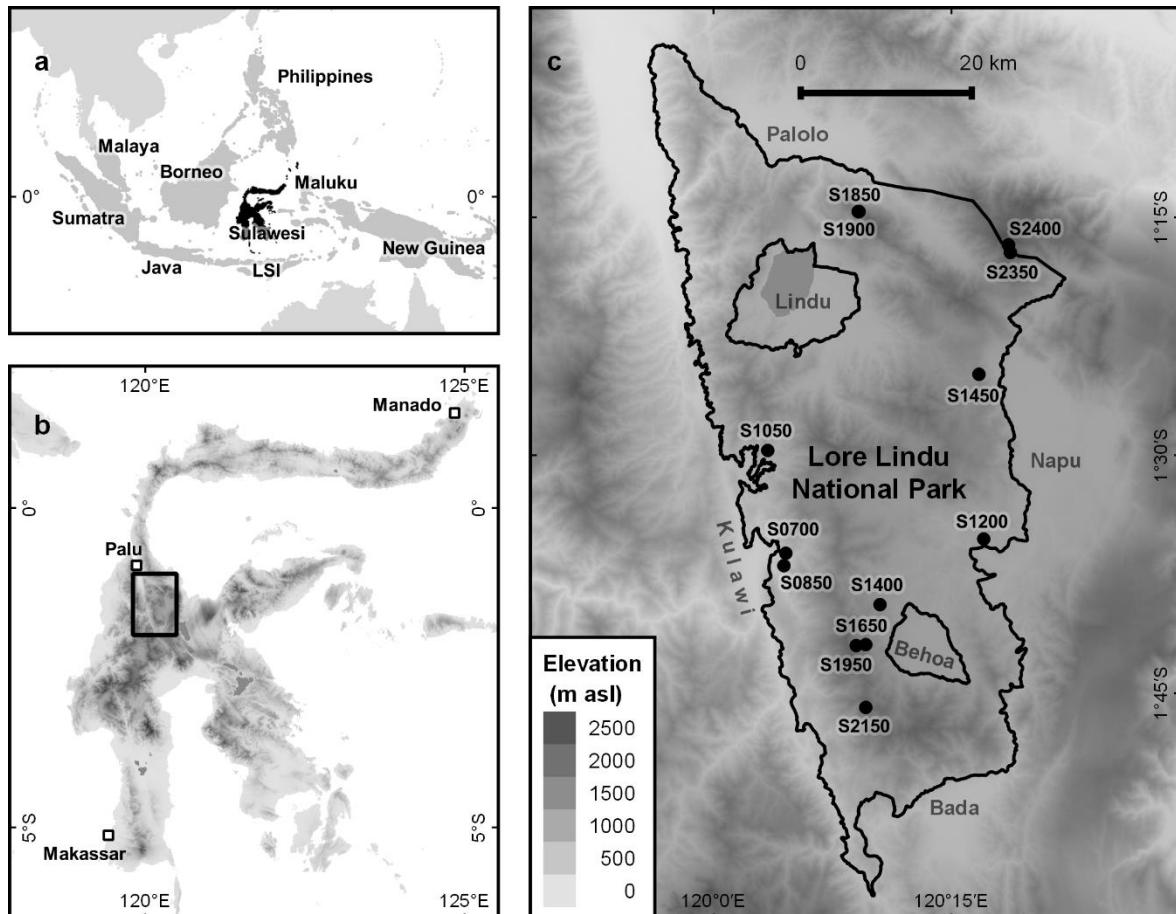 a
Philippines
Malaya
Borneo
Maluku
0°
0°
Sumatra
Sulawesi
New Guinea
Java
LSI
120°E
125°E
b
Manado
0°
0°
Palu
5°S
5°S
Makassar
120°E
125°E
c
0
20 km
Palolo
S1850
S1900
1°15'S
S2400
S2350
Lindu
S1450
S1050
Lore Lindu
National Park
Napu
1°30'S
S0700
S1200
Kulawi
S0850
S1400
S1650
Behoa
S1950
1°45'S
S2150
Bada
Elevation
(m asl)
2500
2000
1500
1000
500
0
120°0'E
120°15'E